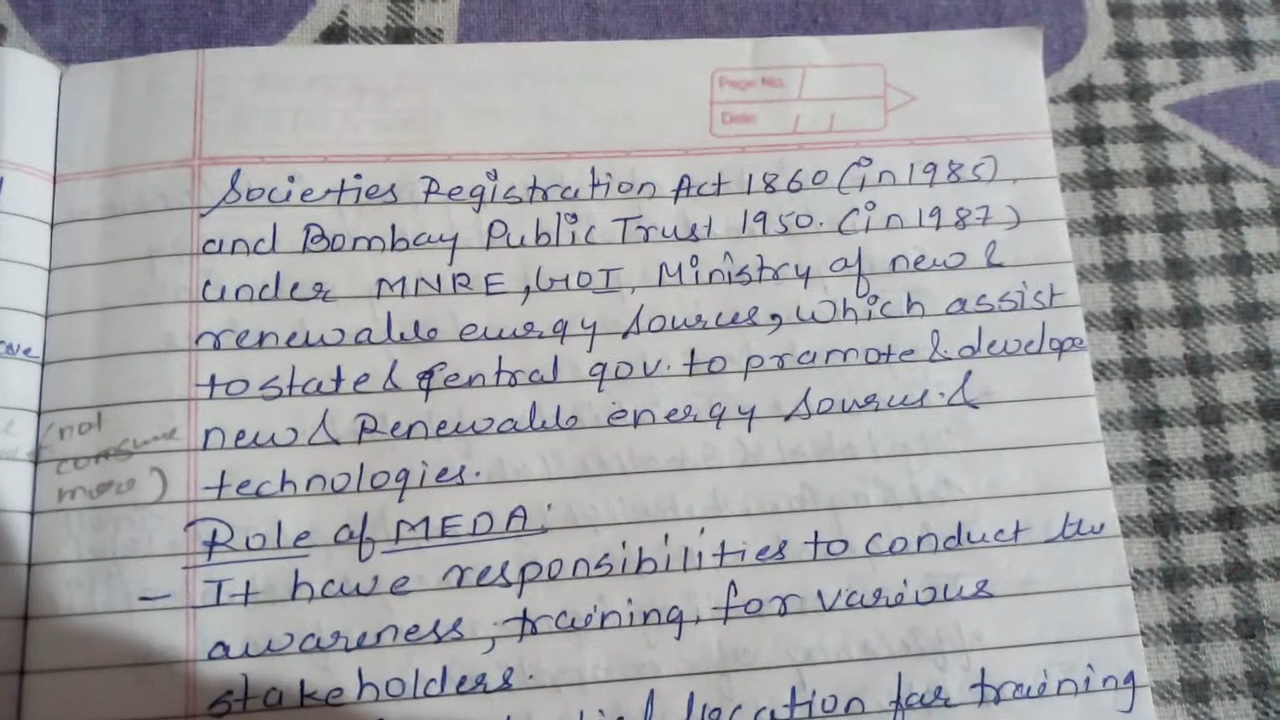 Page No.
Date
Societies Registration Act 1860 (in 1985)
and Bombay Public Trust 1950. (in 1987)
under MNRE, GOI, Ministry of new &
renewable energy sources, which assist
to state & central gov. to pramote & develope
new & Renewable energy sources. &
(not
consume
more)
technologies.
Role of MEDA:
- It have responsibilities to conduct the
awareness, training, for various
stakeholders.
location for training